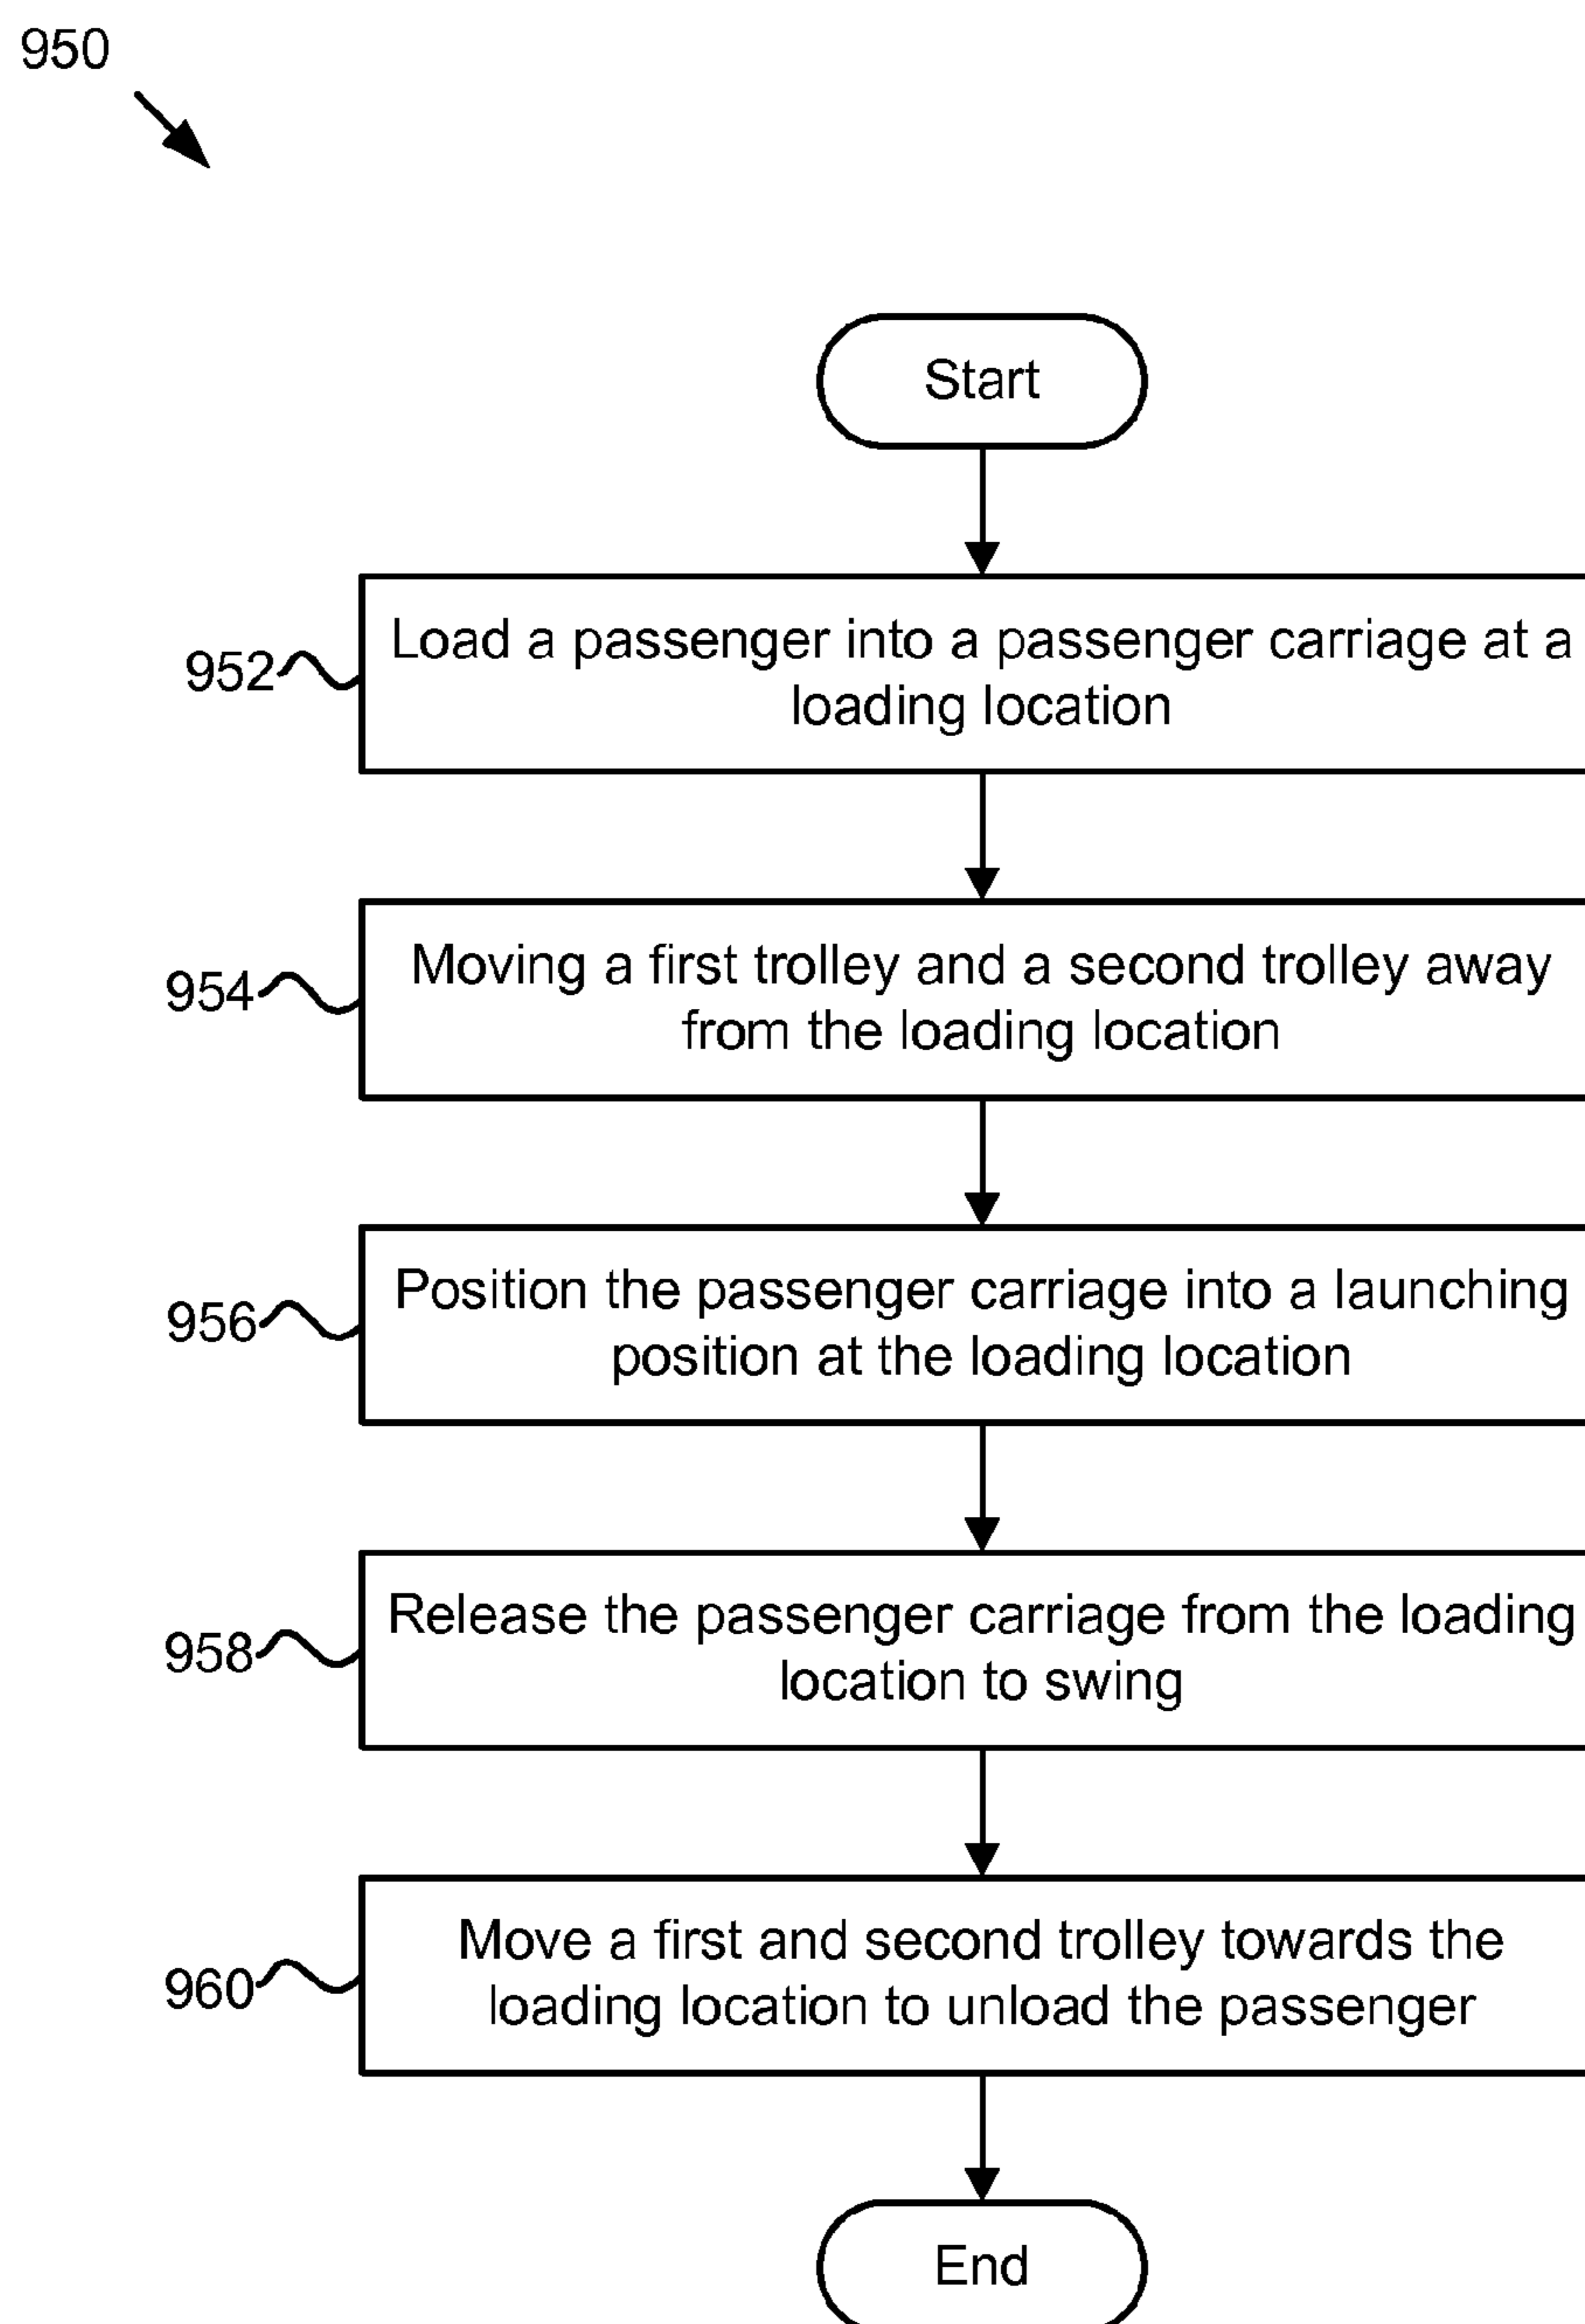 950
Start
952
Load a passenger into a passenger carriage at a
loading location
954
Moving a first trolley and a second trolley away
from the loading location
956
Position the passenger carriage into a launching
position at the loading location
958
Release the passenger carriage from the loading
location to swing
960
Move a first and second trolley towards the
loading location to unload the passenger
End